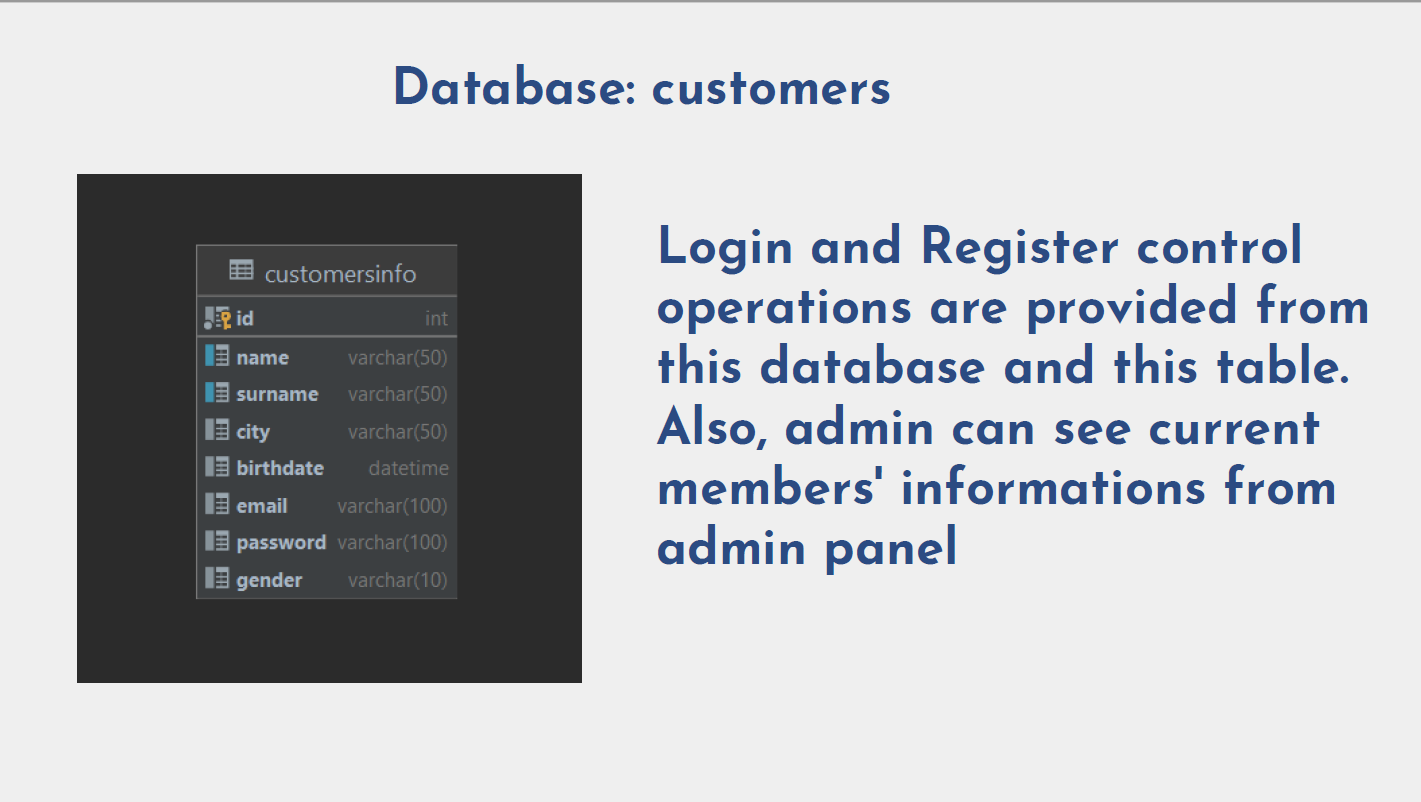 Database: customers
customersinfo
id int
name varchar(50)
surname varchar(50)
city varchar(50)
birthdate datetime
email varchar(100)
password varchar(100)
gender varchar(10)
Login and Register control
operations are provided from
this database and this table.
Also, admin can see current
members' informations from
admin panel